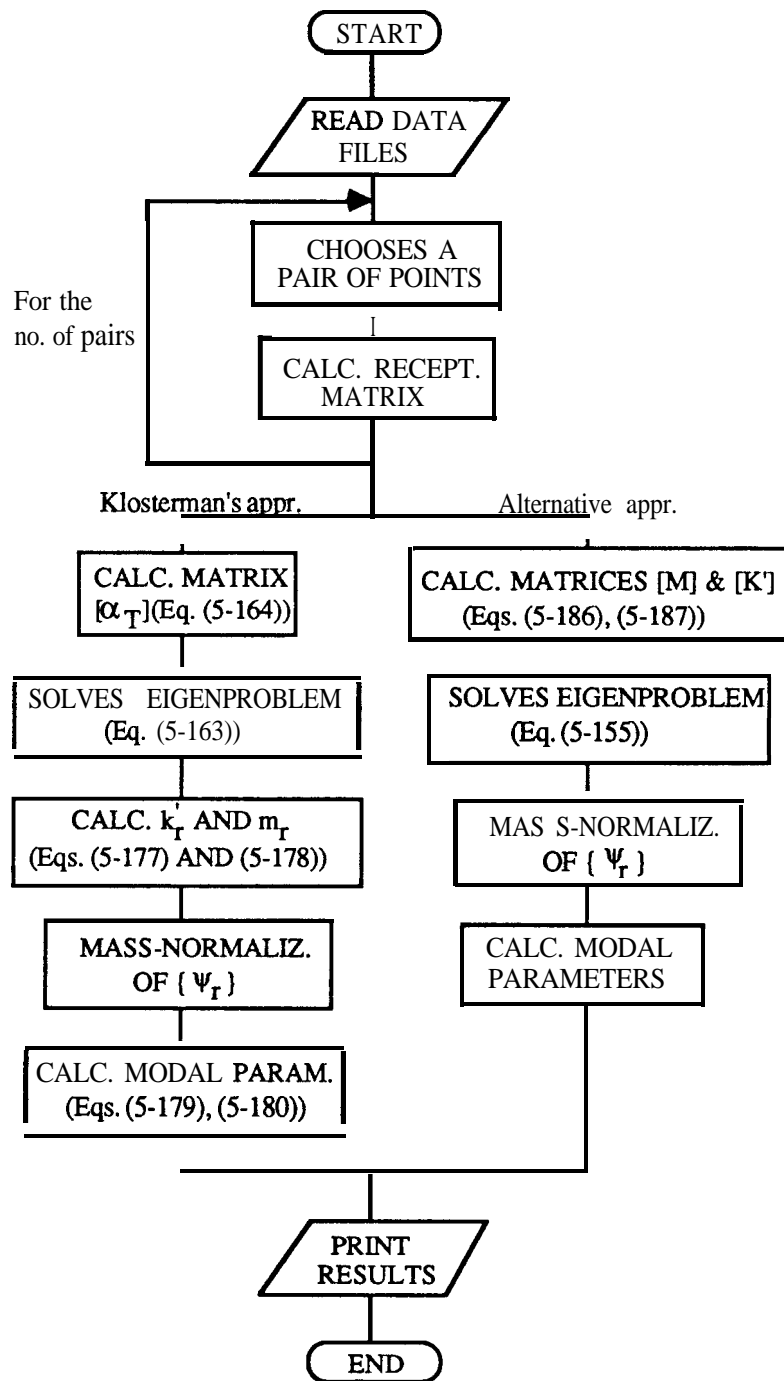 START
READ DATA
FILES
CHOOSES A
PAIR OF POINTS
For the
no. of pairs
CALC. RECEPT.
MATRIX
Klosterman's appr.
Alternative appr.
CALC. MATRIX
[α_T](Eq. (5-164))
CALC. MATRICES [M] & [K']
(Eqs. (5-186), (5-187))
SOLVES EIGENPROBLEM
(Eq. (5-163))
SOLVES EIGENPROBLEM
(Eq. (5-155))
CALC. k'_r AND m_r
(Eqs. (5-177) AND (5-178))
MAS S-NORMALIZ.
OF { Ψ_r }
MASS-NORMALIZ.
OF { Ψ_r }
CALC. MODAL
PARAMETERS
CALC. MODAL PARAM.
(Eqs. (5-179), (5-180))
PRINT
RESULTS
END